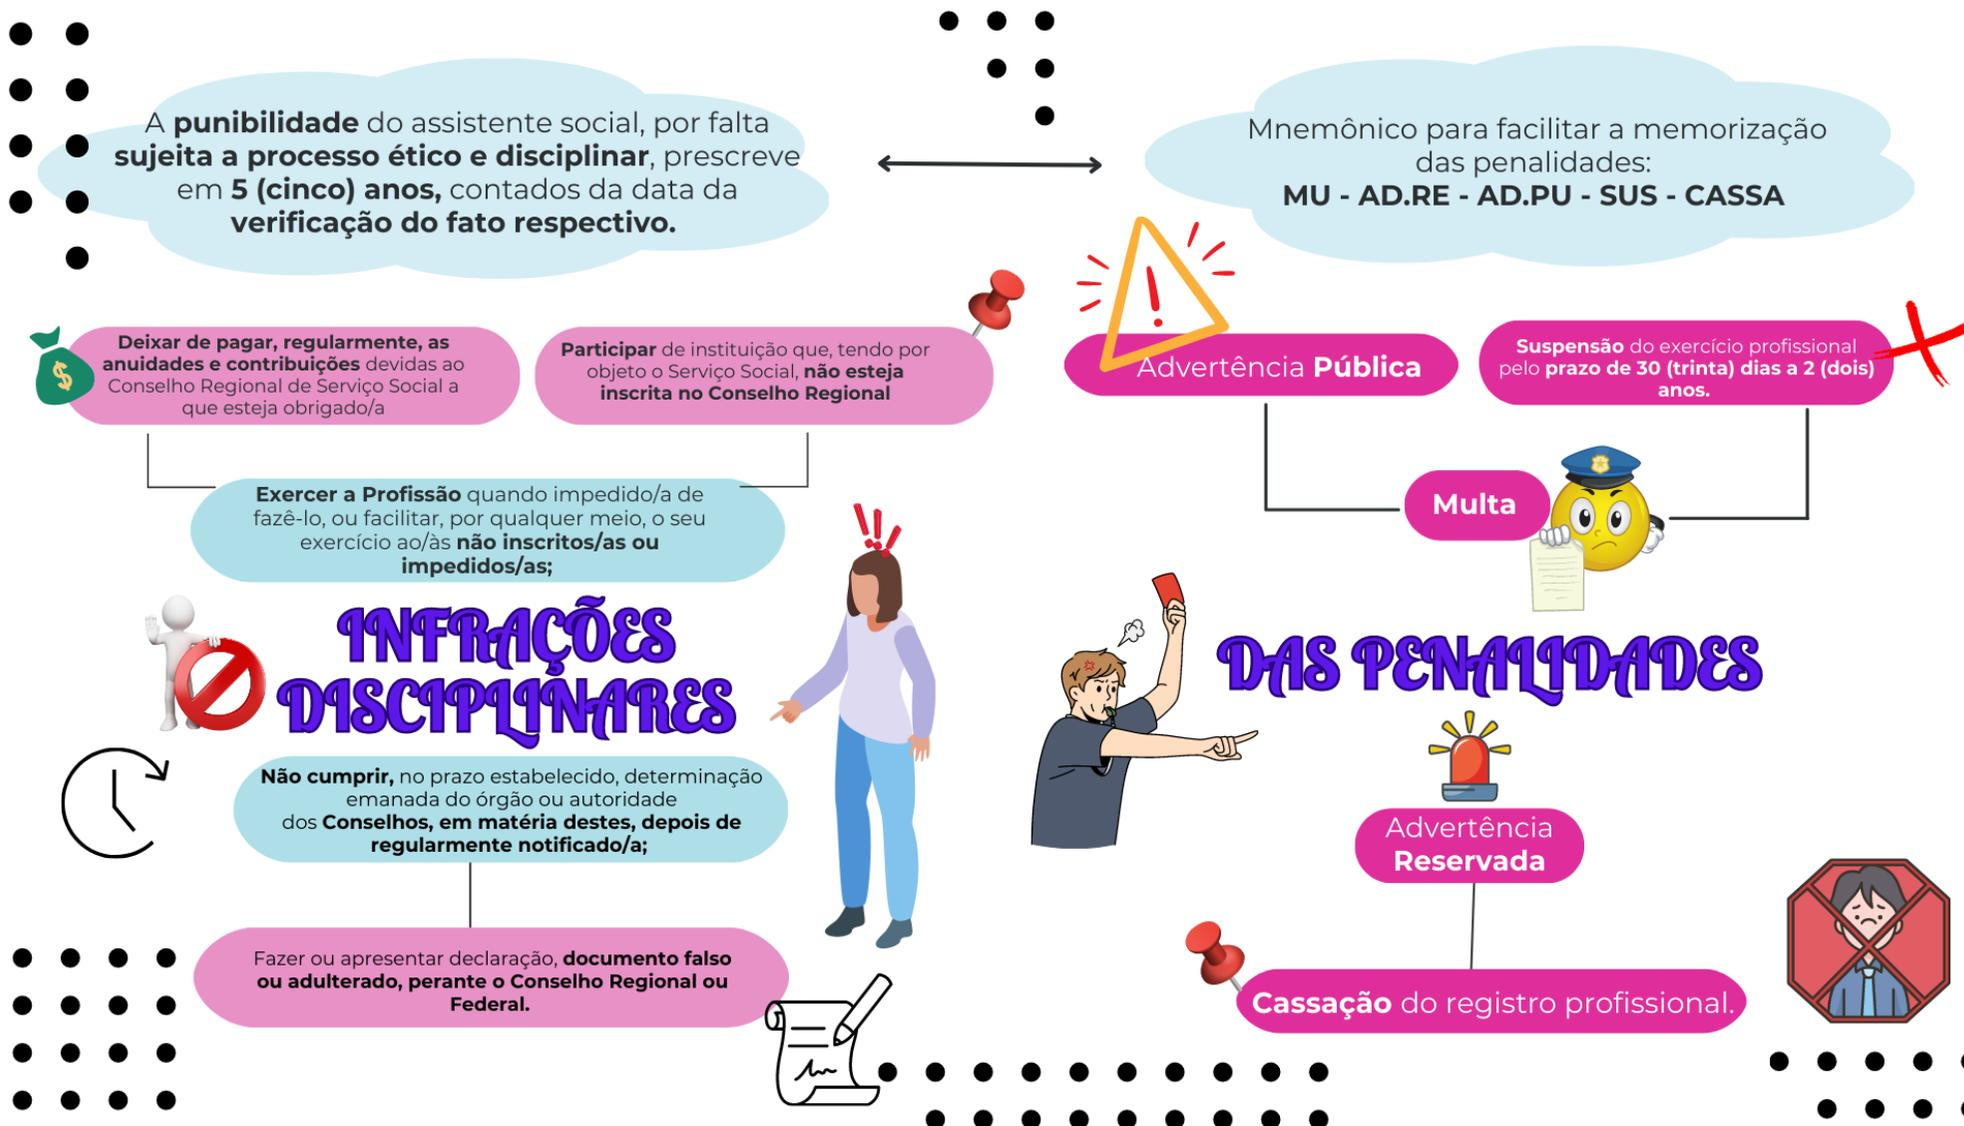 A punibilidade do assistente social, por falta
sujeita a processo ético e disciplinar, prescreve
em 5 (cinco) anos, contados da data da
verificação do fato respectivo.
Mnemônico para facilitar a memorização
das penalidades:
MU - AD.RE - AD.PU - SUS - CASSA
Deixar de pagar, regularmente, as
anuidades e contribuições devidas ao
Conselho Regional de Serviço Social a
que esteja obrigado/a
Participar de instituição que, tendo por
objeto o Serviço Social, não esteja
inscrita no Conselho Regional
Exercer a Profissão quando impedido/a de
fazê-lo, ou facilitar, por qualquer meio, o seu
exercício ao/às não inscritos/as ou
impedidos/as;
INFRAÇÕES
DISCIPLINARES
Não cumprir, no prazo estabelecido, determinação
emanada do órgão ou autoridade
dos Conselhos, em matéria destes, depois de
regularmente notificado/a;
Fazer ou apresentar declaração, documento falso
ou adulterado, perante o Conselho Regional ou
Federal.
Advertência Pública
Suspensão do exercício profissional
pelo prazo de 30 (trinta) dias a 2 (dois)
anos.
Multa
DAS PENALIDADES
Advertência
Reservada
Cassação do registro profissional.